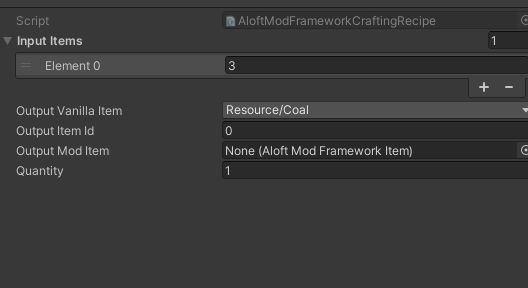 Script AloftModFrameworkCraftingRecipe
Input Items 1
Element 0 3
+ -
Output Vanilla Item Resource/Coal
Output Item Id 0
Output Mod Item None (Aloft Mod Framework Item)
Quantity 1